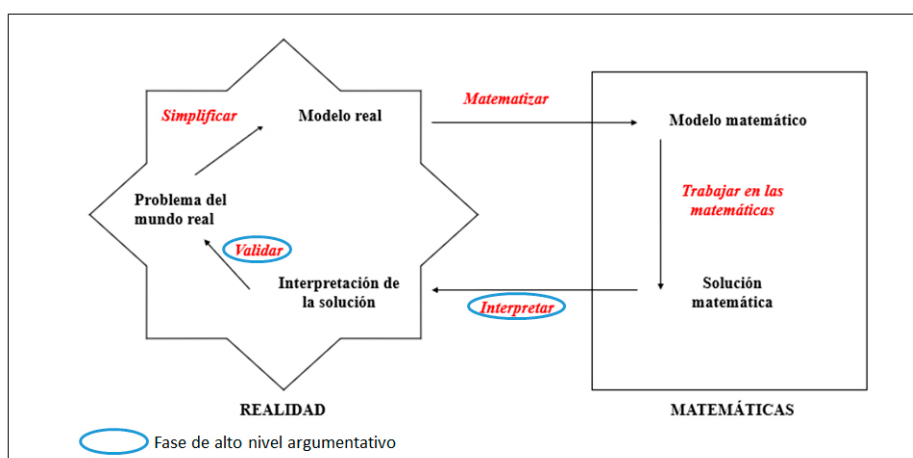 Simplificar
Modelo real
Matematizar
Modelo matemático
Problema del
mundo real
Trabajar en las
matemáticas
Validar
Interpretación de
la solución
Interpretar
Solución
matemática
REALIDAD
MATEMÁTICAS
Fase de alto nivel argumentativo